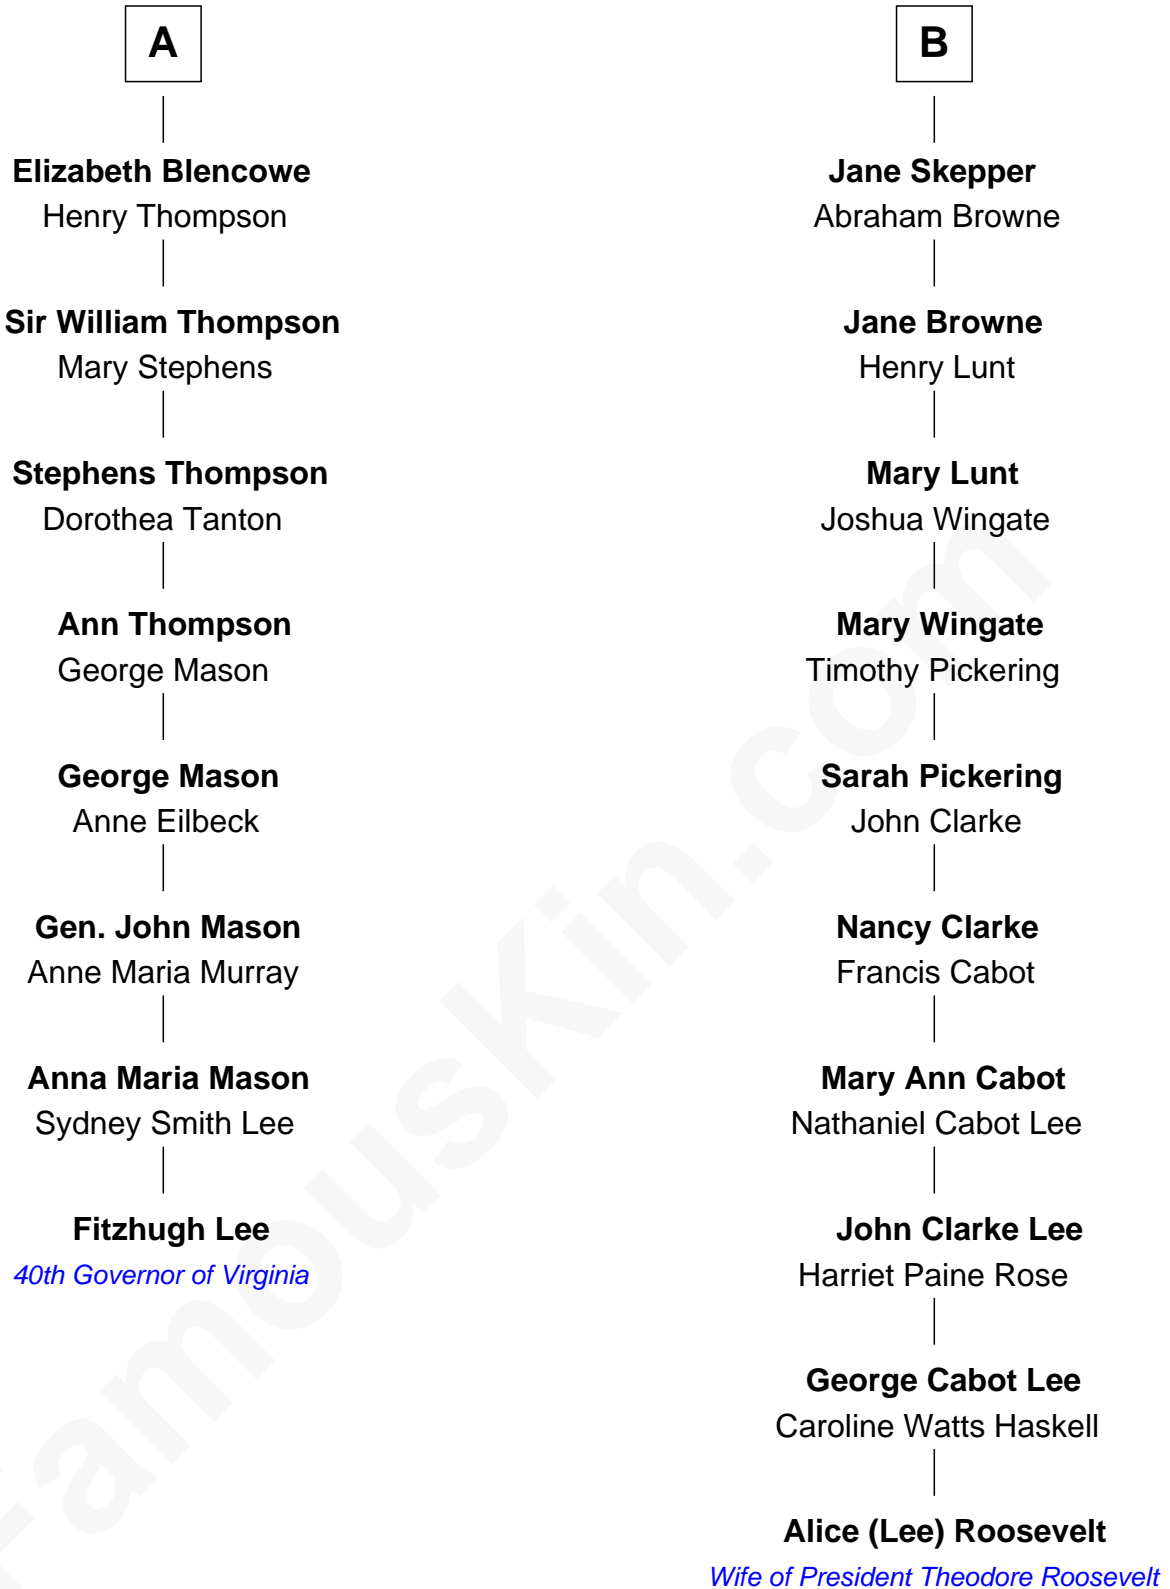 A
Elizabeth Blencowe
Henry Thompson
Sir William Thompson
Mary Stephens
Stephens Thompson
Dorothea Tanton
Ann Thompson
George Mason
George Mason
Anne Eilbeck
Gen. John Mason
Anne Maria Murray
Anna Maria Mason
Sydney Smith Lee
Fitzhugh Lee
40th Governor of Virginia
B
Jane Skepper
Abraham Browne
Jane Browne
Henry Lunt
Mary Lunt
Joshua Wingate
Mary Wingate
Timothy Pickering
Sarah Pickering
John Clarke
Nancy Clarke
Francis Cabot
Mary Ann Cabot
Nathaniel Cabot Lee
John Clarke Lee
Harriet Paine Rose
George Cabot Lee
Caroline Watts Haskell
Alice (Lee) Roosevelt
Wife of President Theodore Roosevelt
FamousKin.com